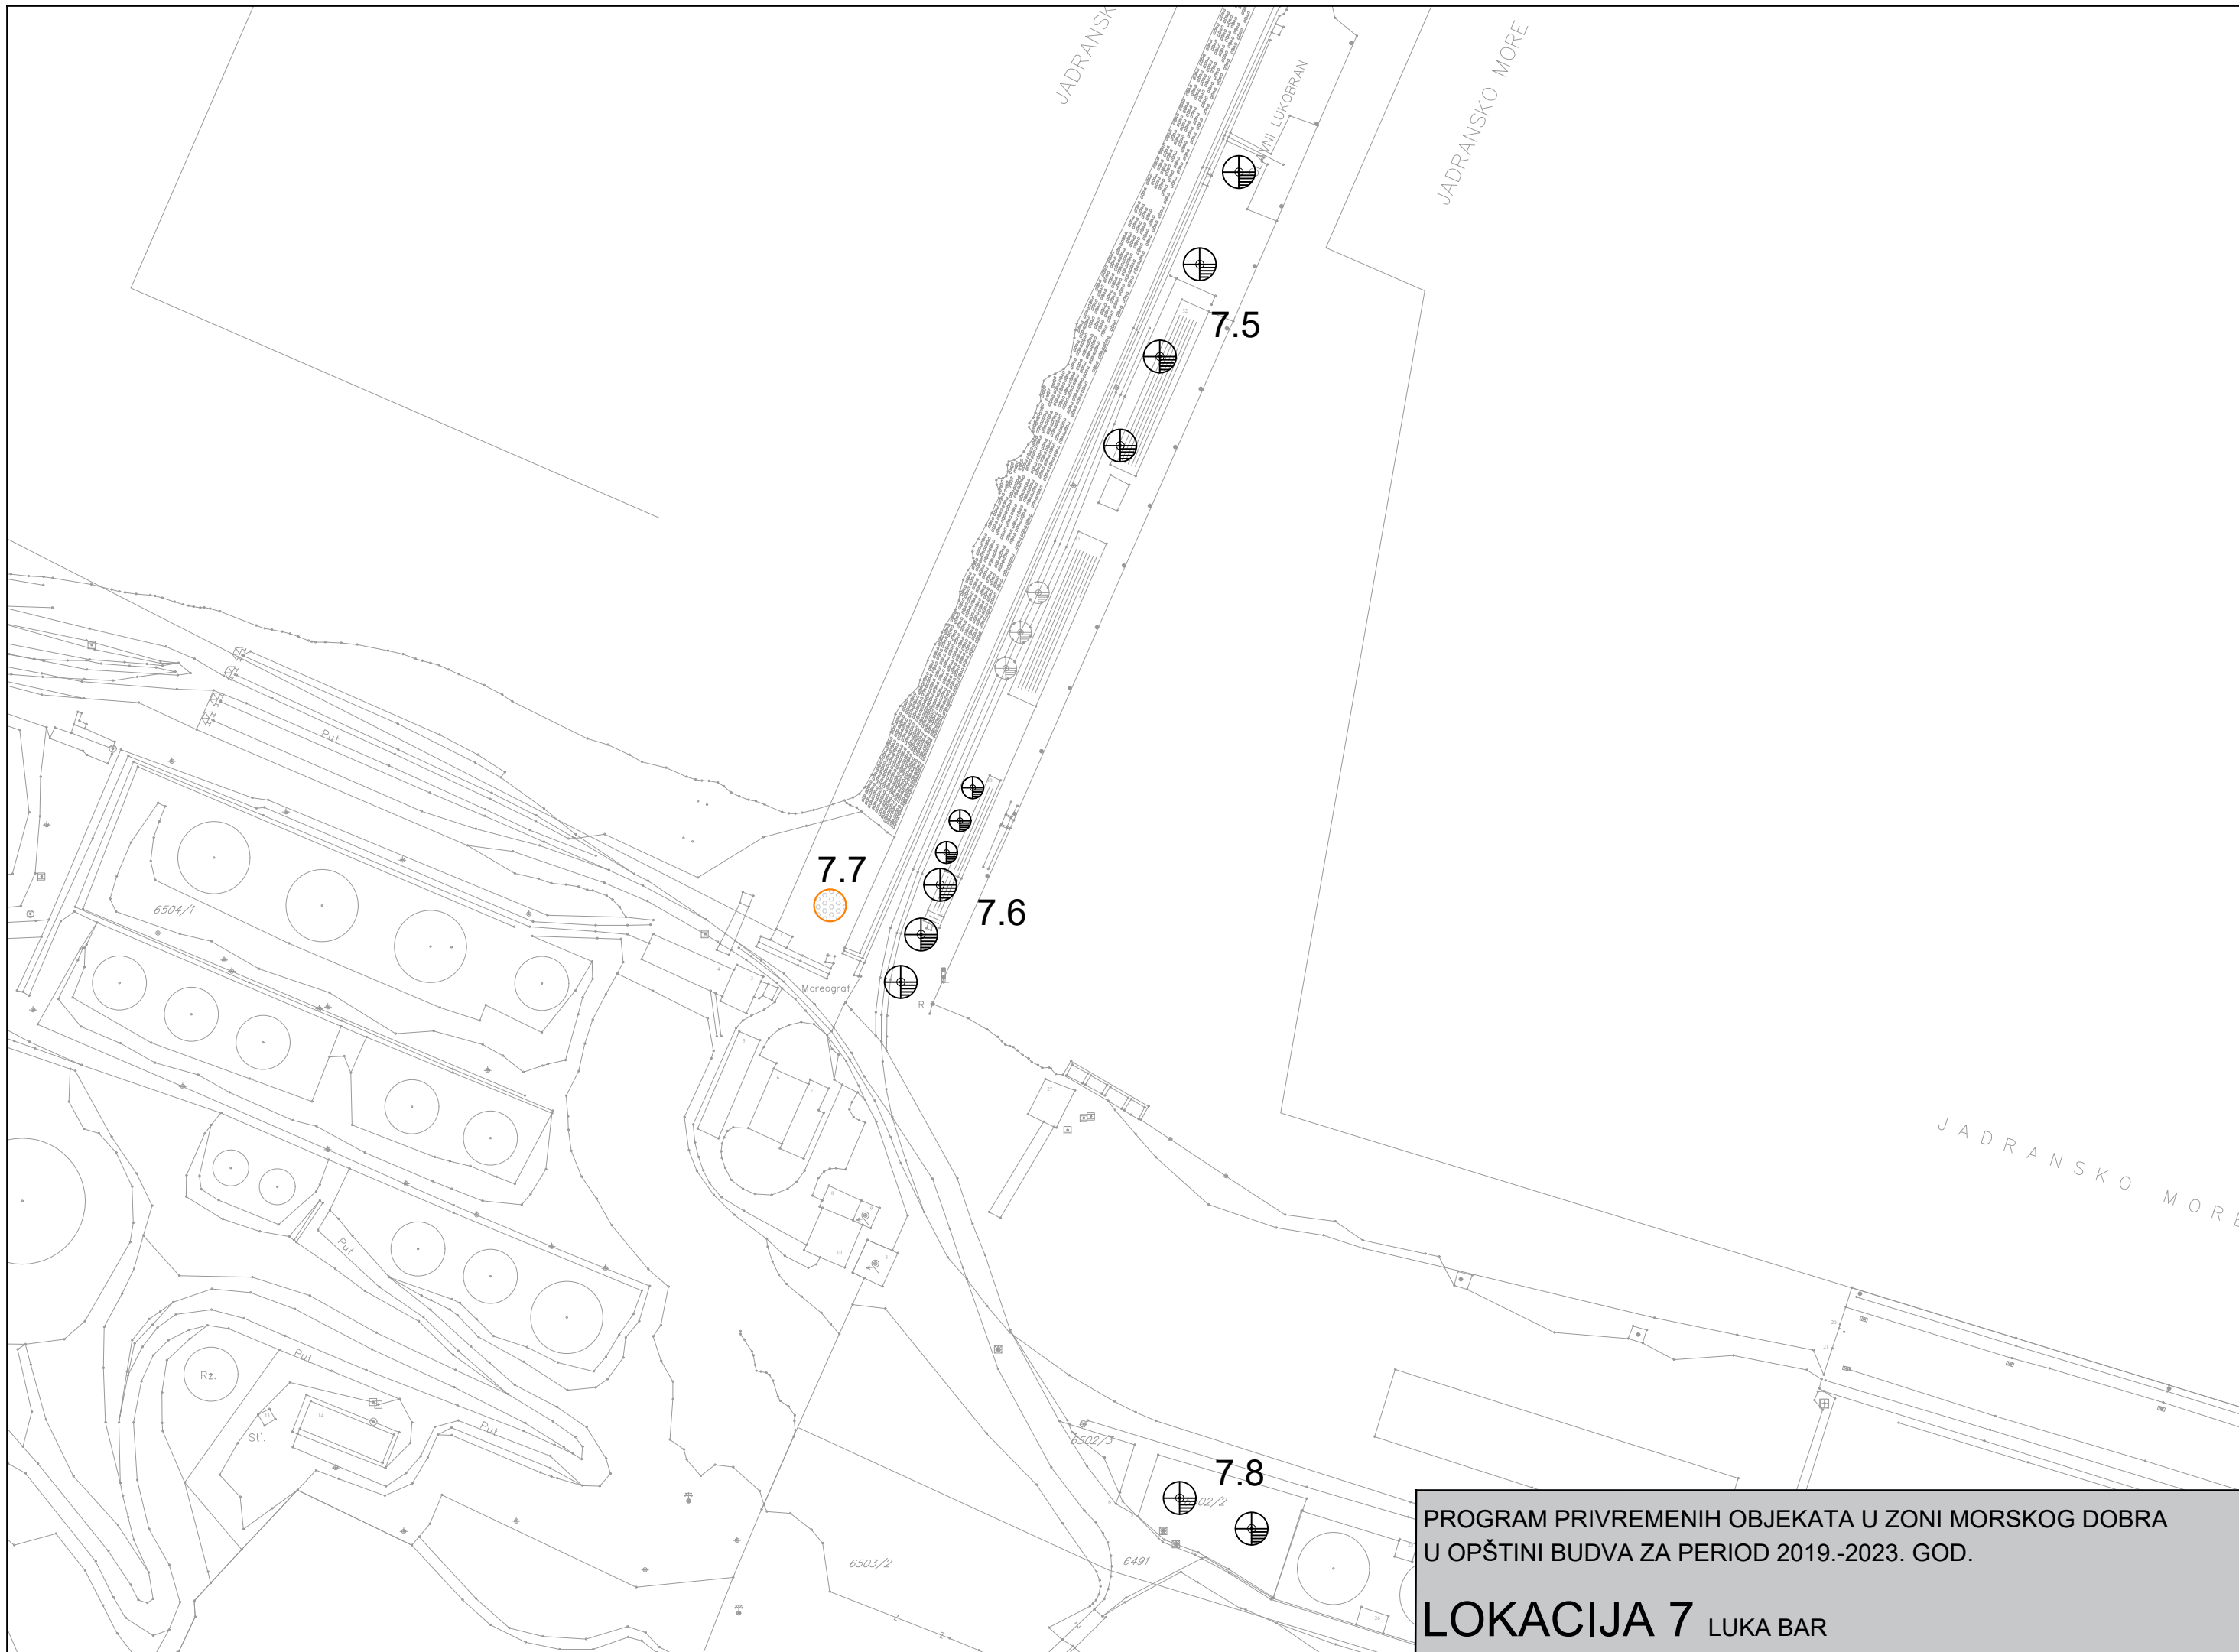 JADRANSK
JADRANSKO MORE
LUKOBRAN
7.5
Put
7.7
7.6
6504/1
Mareograf
R
JADRANSKO MORE
Put
Put
Rz.
Put
6502/3
7.8
6503/2
6491
PROGRAM PRIVREMENIH OBJEKATA U ZONI MORSKOG DOBRA
U OPŠTINI BUDVA ZA PERIOD 2019.-2023. GOD.
LOKACIJA 7 LUKA BAR